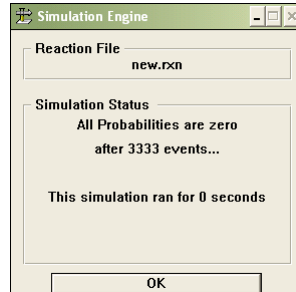 Simulation Engine
Reaction File
new.rxn
Simulation Status
All Probabilities are zero
after 3333 events...
This simulation ran for 0 seconds
OK